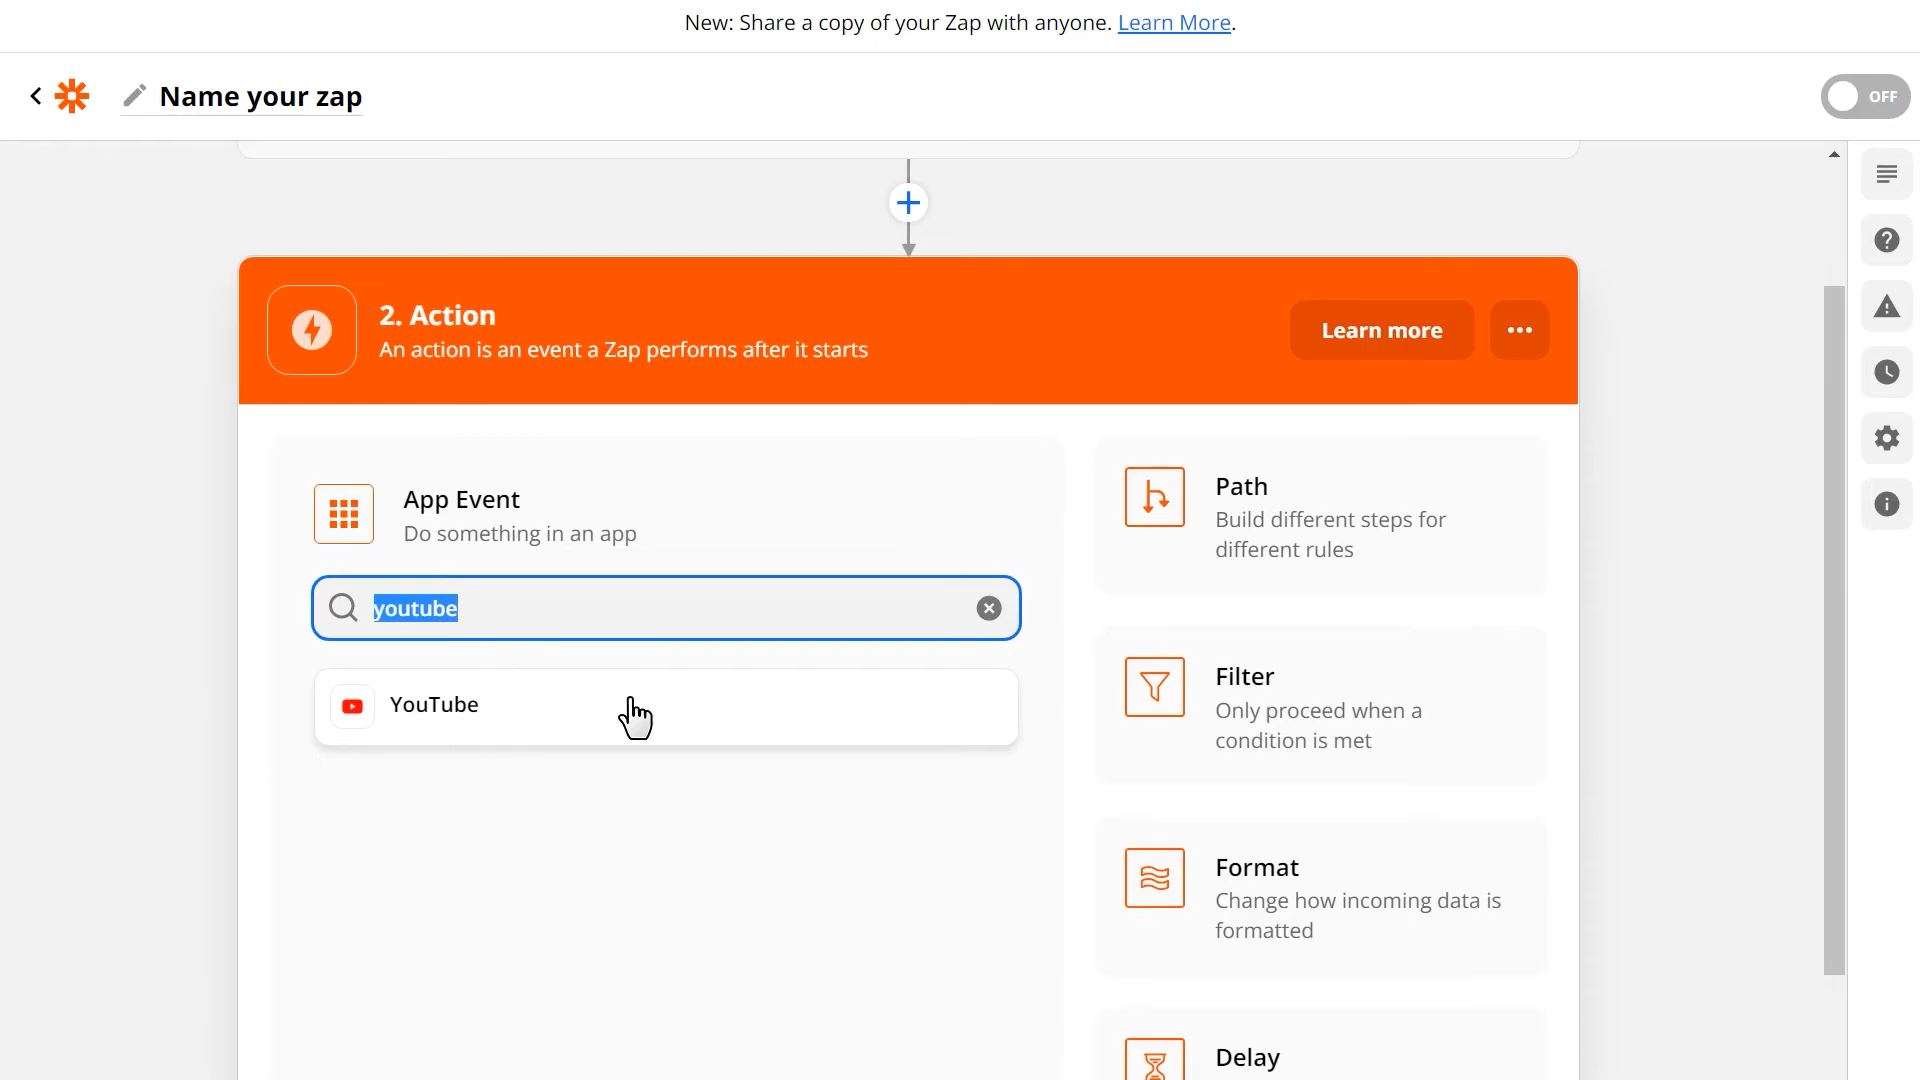 New: Share a copy of your Zap with anyone. Learn More.
Name your zap
OFF
2. Action
An action is an event a Zap performs after it starts
Learn more
App Event
Do something in an app
youtube
YouTube
Path
Build different steps for
different rules
Filter
Only proceed when a
condition is met
Format
Change how incoming data is
formatted
Delay